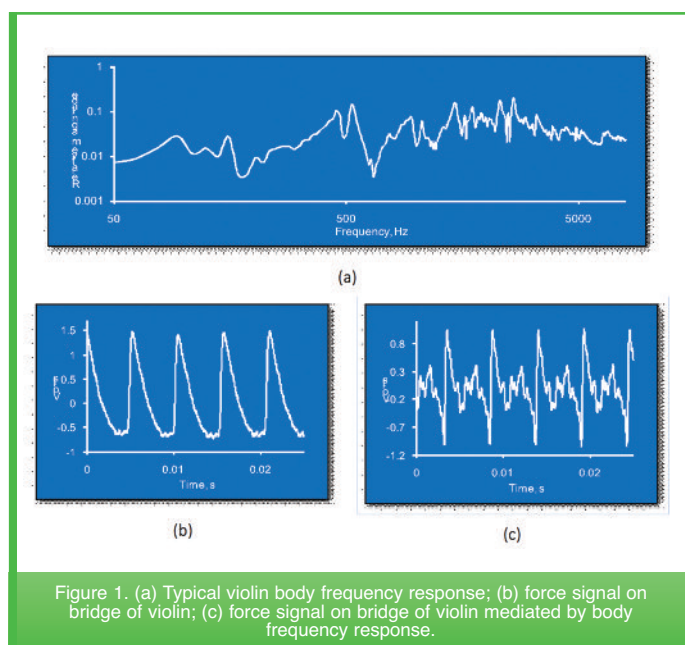 1
0.1
0.01
0.001
50
500
5000
Frequency, Hz
(a)
1.5
1
0.5
0
-0.5
-1
0
0.01
0.02
Time, s
(b)
0.8
0.3
-0.2
-0.7
-1.2
0
0.01
0.02
Time, s
(c)
Figure 1. (a) Typical violin body frequency response; (b) force signal on
bridge of violin; (c) force signal on bridge of violin mediated by body
frequency response.